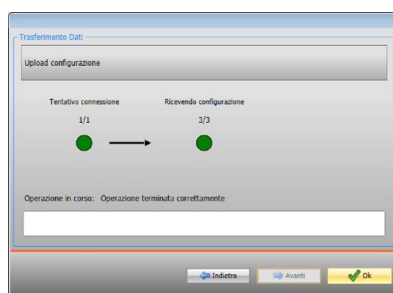 Trasferimento Dati
Upload configurazione
Tentativo connessione Ricevendo configurazione
1/1 3/3
Operazione in corso: Operazione terminata correttamente
Indietro Avanti Ok